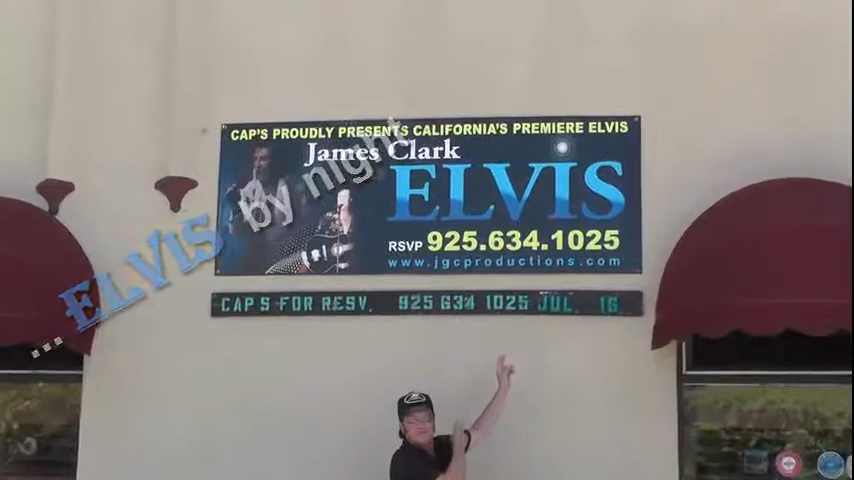 CAP'S PROUDLY PRESENTS CALIFORNIA'S PREMIERE ELVIS
James Clark
ELVIS
RSVP 925.634.1025
www.jgcproductions.com
CAP'S FOR RESV. 925 634 1025 JUL. 16
... ELVIS by night